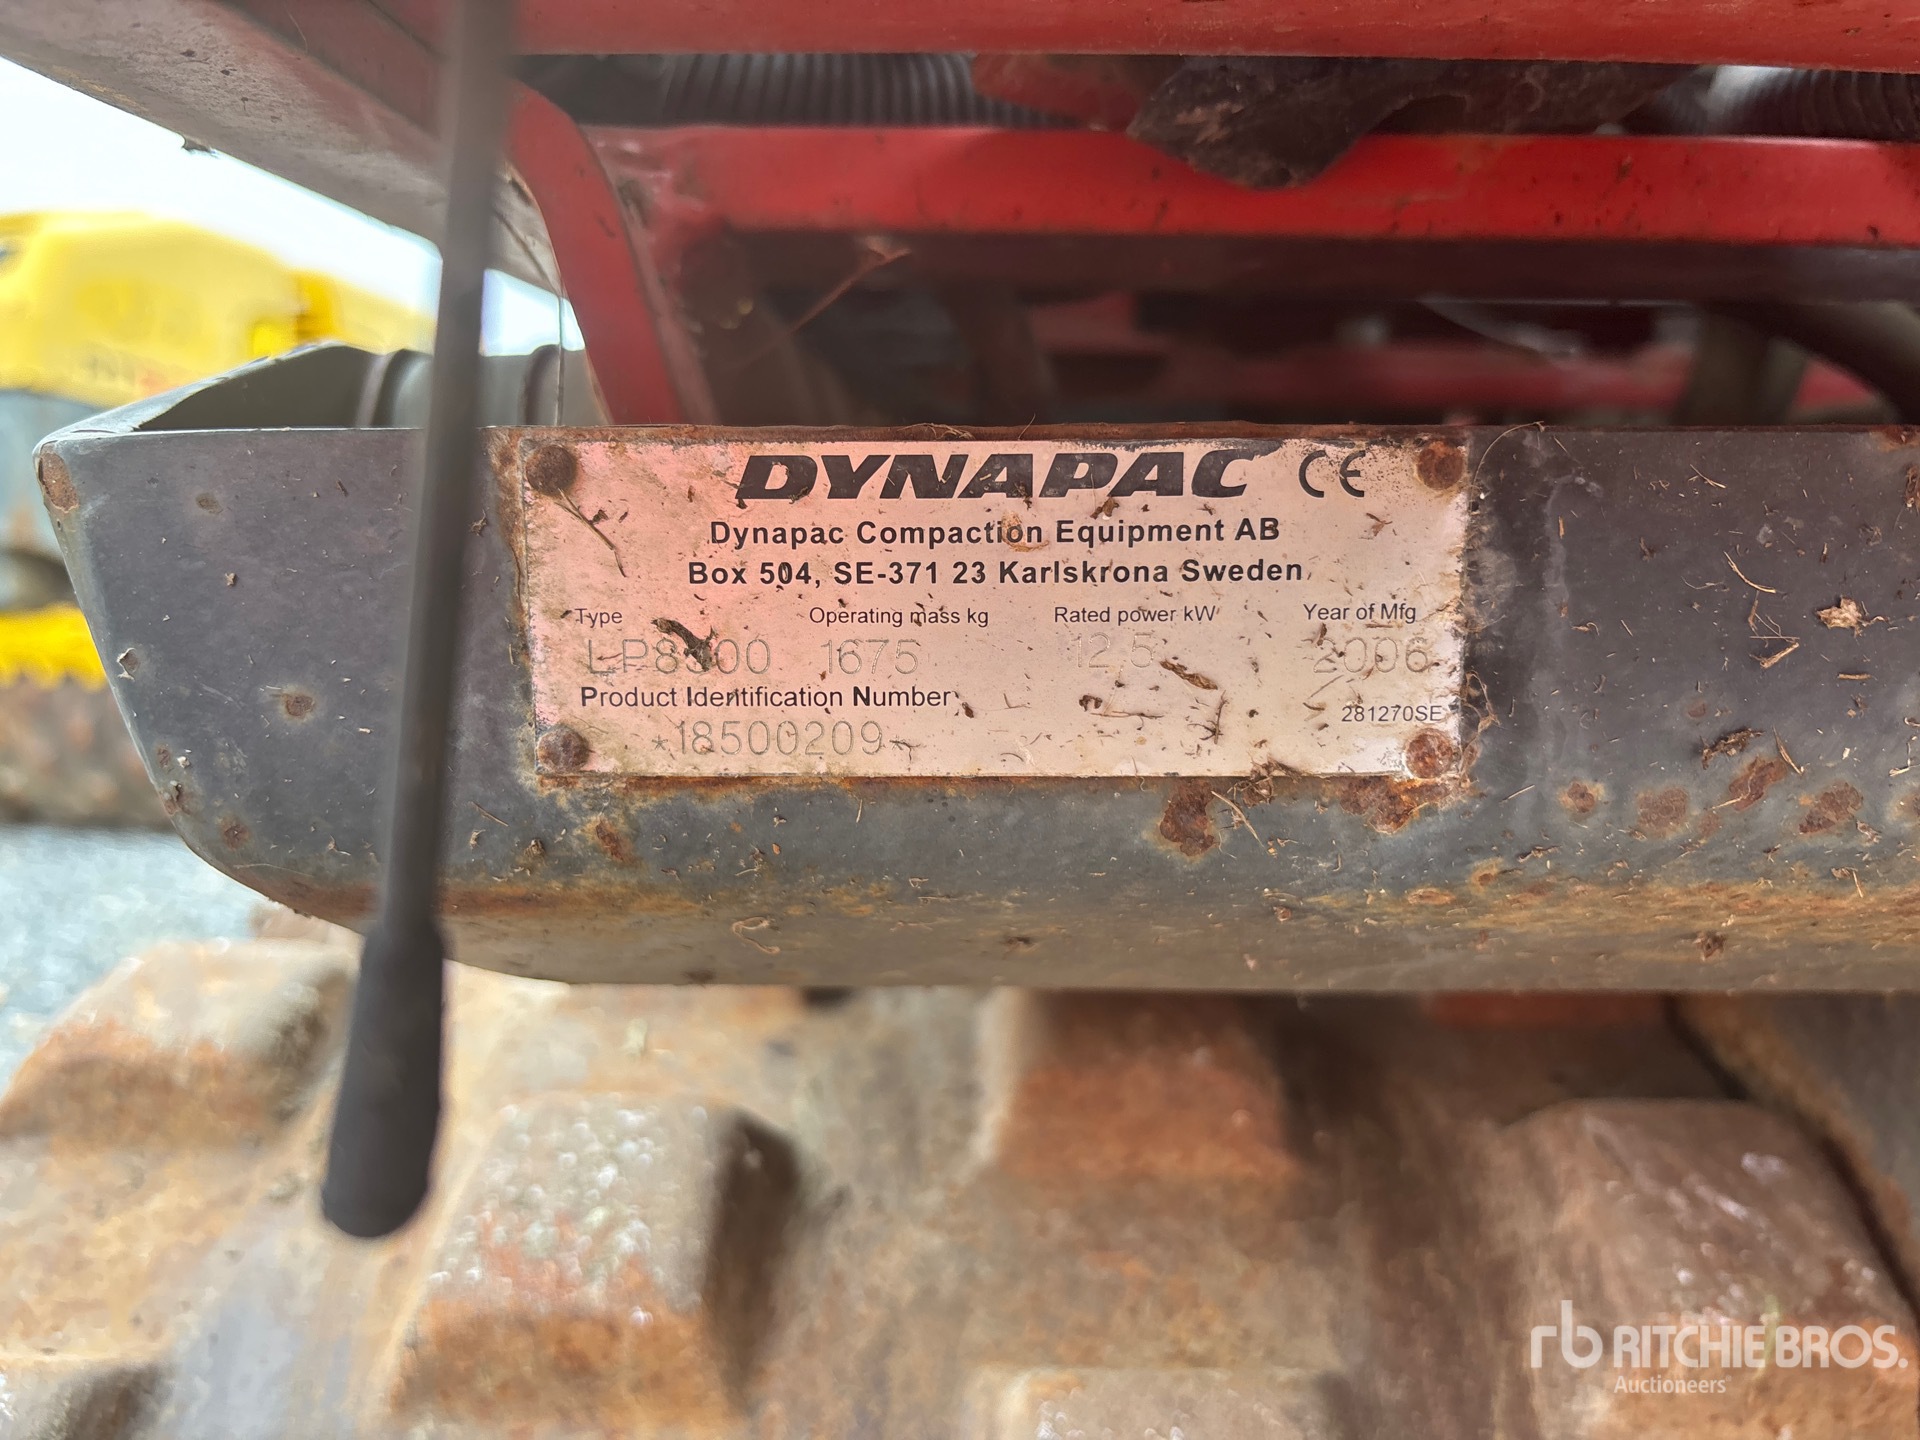 DYNAPAC CE
Dynapac Compaction Equipment AB
Box 504, SE-371 23 Karlskrona Sweden
Type Operating mass kg Rated power kW Year of Mfg
LP8500 1675 12,5 2006
Product Identification Number
281270SE
*18500209*
rb RITCHIE BROS.
Auctioneers